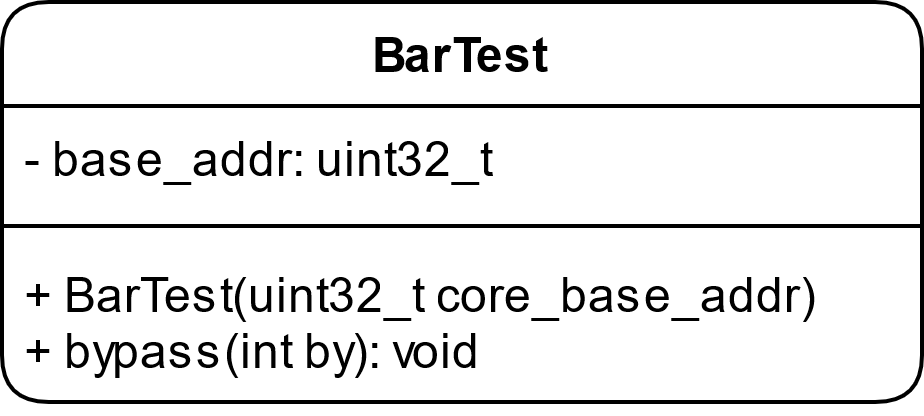 BarTest
- base_addr: uint32_t
+ BarTest(uint32_t core_base_addr)
+ bypass(int by): void